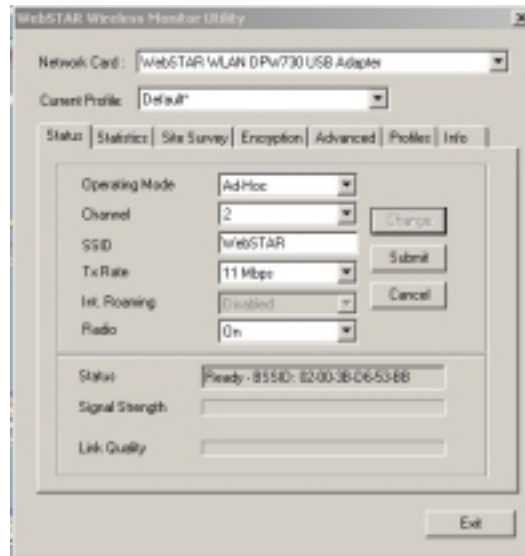 WebSTAR Wireless Monitor Utility
Network Card : WebSTAR WLAN DPW730 USB Adapter
Current Profile: Default*
Status Statistics Site Survey Encryption Advanced Profiles Info
Operating Mode Ad-Hoc
Channel 2 Change
SSID WebSTAR
Tx Rate 11 Mbps Submit
Int. Roaming Disabled Cancel
Radio On
Status Ready - BSSID: 02-00-3B-D6-53-BB
Signal Strength
Link Quality
Exit